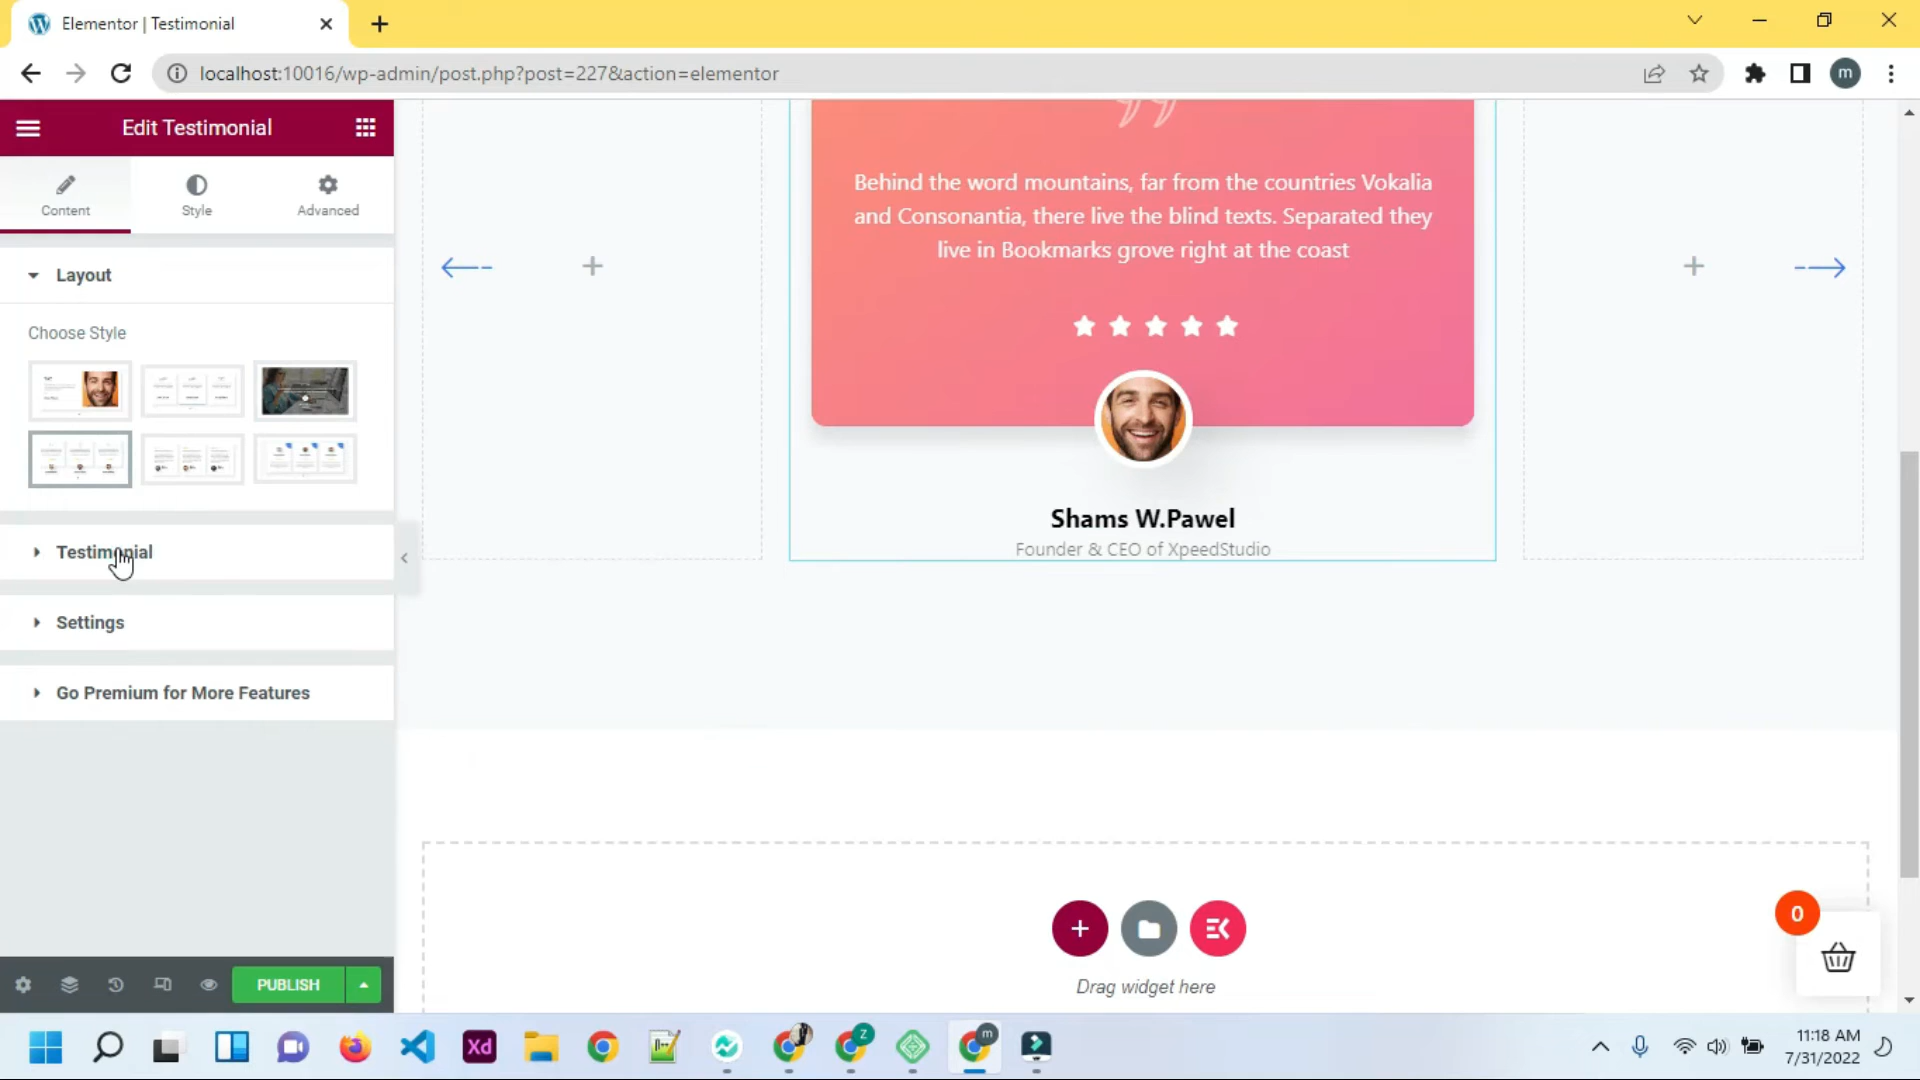 Elementor | Testimonial
localhost:10016/wp-admin/post.php?post=227&action=elementor
m
Edit Testimonial
Content
Style
Advanced
Layout
Choose Style
Testimonial
Settings
Go Premium for More Features
PUBLISH
Behind the word mountains, far from the countries Vokalia
and Consonantia, there live the blind texts. Separated they
live in Bookmarks grove right at the coast
Shams W.Pawel
Founder & CEO of XpeedStudio
0
Drag widget here
Xd
z
m
11:18 AM
7/31/2022